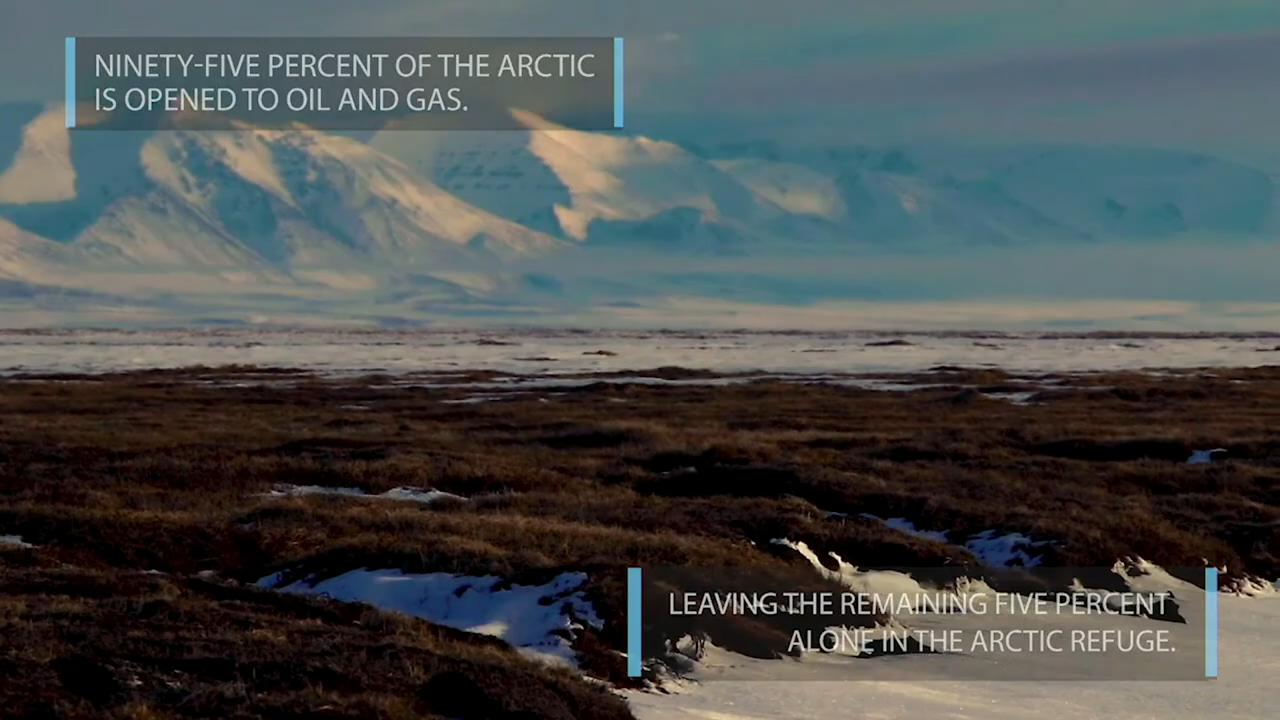 NINETY-FIVE PERCENT OF THE ARCTIC
IS OPENED TO OIL AND GAS.
LEAVING THE REMAINING FIVE PERCENT
ALONE IN THE ARCTIC REFUGE.